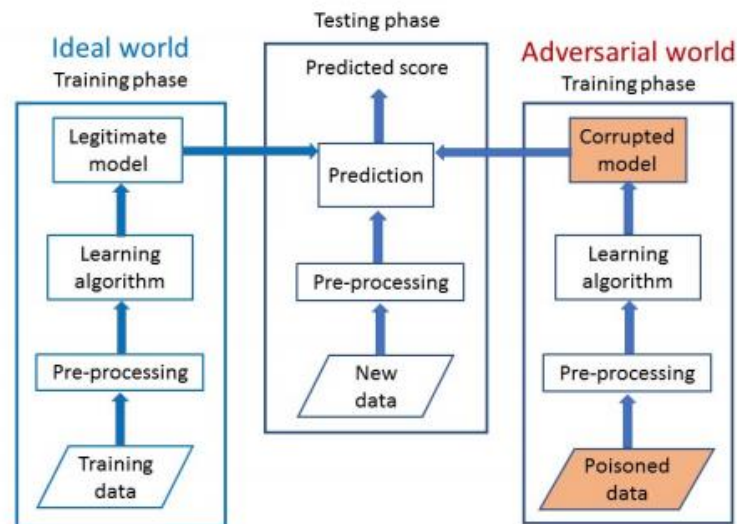 Ideal world
Training phase
Legitimate
model
Learning
algorithm
Pre-processing
Training
data
Testing phase
Predicted score
Prediction
Pre-processing
New
data
Adversarial world
Training phase
Corrupted
model
Learning
algorithm
Pre-processing
Poisoned
data